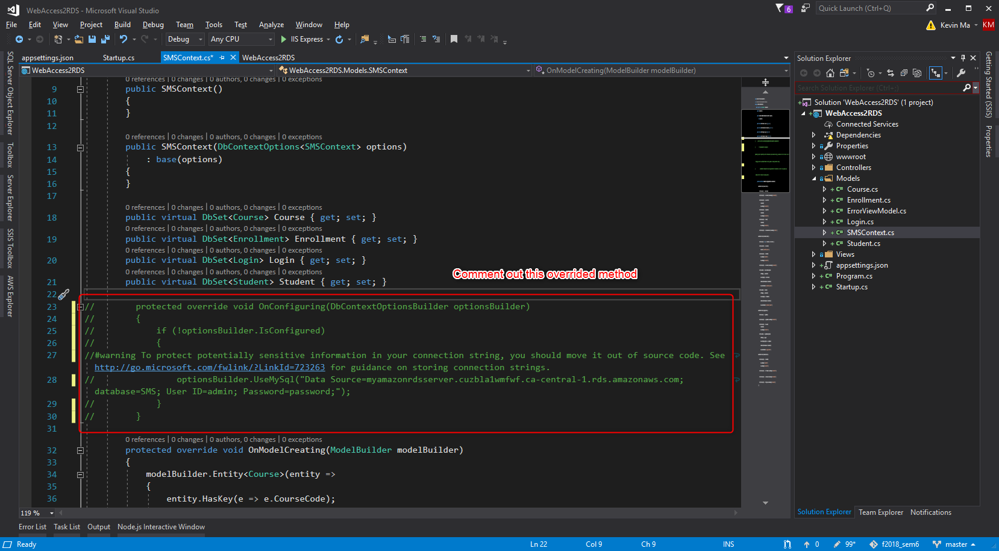 WebAccess2RDS - Microsoft Visual Studio
6
Quick Launch (Ctrl+Q)
File Edit View Project Build Debug Team Tools Test Analyze Window Help
Kevin Ma KM
Debug Any CPU IIS Express
appsettings.json Startup.cs SMSContext.cs* WebAccess2RDS
WebAccess2RDS WebAccess2RDS.Models.SMSContext OnModelCreating(ModelBuilder modelBuilder)
SQL Server Object Explorer
Toolbox
Server Explorer
SSIS Toolbox
AWS Explorer
0 references | 0 changes | 0 authors, 0 changes | 0 exceptions
9 public SMSContext()
10 {
11 }
12
0 references | 0 changes | 0 authors, 0 changes | 0 exceptions
13 public SMSContext(DbContextOptions<SMSContext> options)
14 : base(options)
15 {
16 }
17
0 references | 0 changes | 0 authors, 0 changes | 0 exceptions
18 public virtual DbSet<Course> Course { get; set; }
0 references | 0 changes | 0 authors, 0 changes | 0 exceptions
19 public virtual DbSet<Enrollment> Enrollment { get; set; }
0 references | 0 changes | 0 authors, 0 changes | 0 exceptions
20 public virtual DbSet<Login> Login { get; set; }
0 references | 0 changes | 0 authors, 0 changes | 0 exceptions
21 public virtual DbSet<Student> Student { get; set; }
Comment out this overrided method
22
23 // protected override void OnConfiguring(DbContextOptionsBuilder optionsBuilder)
24 // {
25 // if (!optionsBuilder.IsConfigured)
26 // {
27 //#warning To protect potentially sensitive information in your connection string, you should move it out of source code. See
http://go.microsoft.com/fwlink/?LinkId=723263 for guidance on storing connection strings.
28 // optionsBuilder.UseMySql("Data Source=myamazonrdsserver.cuzbla1wmfwf.ca-central-1.rds.amazonaws.com;
database=SMS; User ID=admin; Password=password;");
29 // }
30 // }
31
0 references | 0 changes | 0 authors, 0 changes | 0 exceptions
32 protected override void OnModelCreating(ModelBuilder modelBuilder)
33 {
34 modelBuilder.Entity<Course>(entity =>
35 {
36 entity.HasKey(e => e.CourseCode);
119 %
Solution Explorer
Search Solution Explorer (Ctrl+;)
Solution 'WebAccess2RDS' (1 project)
WebAccess2RDS
Connected Services
Dependencies
Properties
wwwroot
Controllers
Models
C# Course.cs
C# Enrollment.cs
C# ErrorViewModel.cs
C# Login.cs
C# SMSContext.cs
C# Student.cs
Views
appsettings.json
C# Program.cs
C# Startup.cs
Solution Explorer Team Explorer Notifications
Getting Started (SSIS)
Properties
Error List Task List Output Node.js Interactive Window
Ready Ln 22 Col 9 Ch 9 INS 0 99* f2018_sem6 master